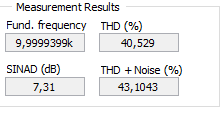 Measurement Results
Fund. frequency THD (%)
9,9999399k 40,529
SINAD (dB) THD + Noise (%)
7,31 43,1043